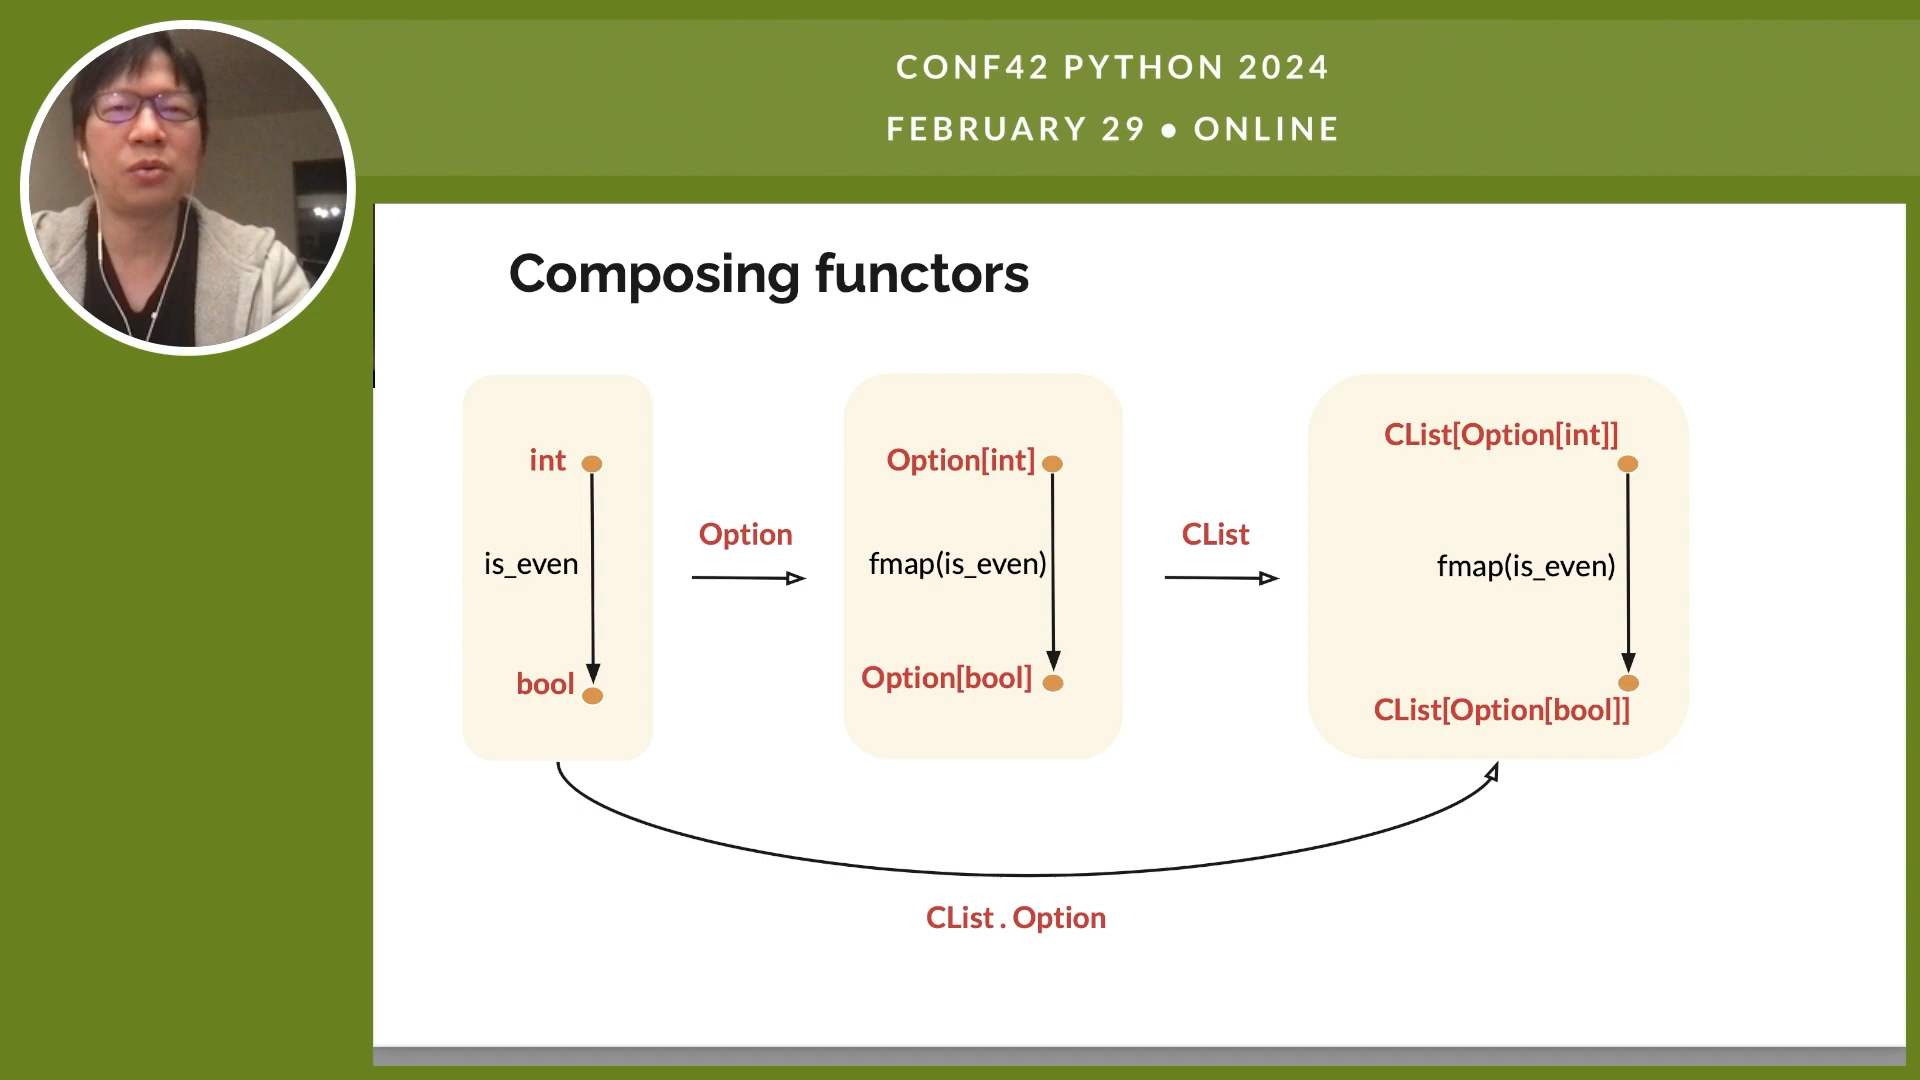 CONF42 PYTHON 2024
FEBRUARY 29 • ONLINE
Composing functors
int
is_even
bool
Option
Option[int]
fmap(is_even)
Option[bool]
CList
CList[Option[int]]
fmap(is_even)
CList[Option[bool]]
CList . Option